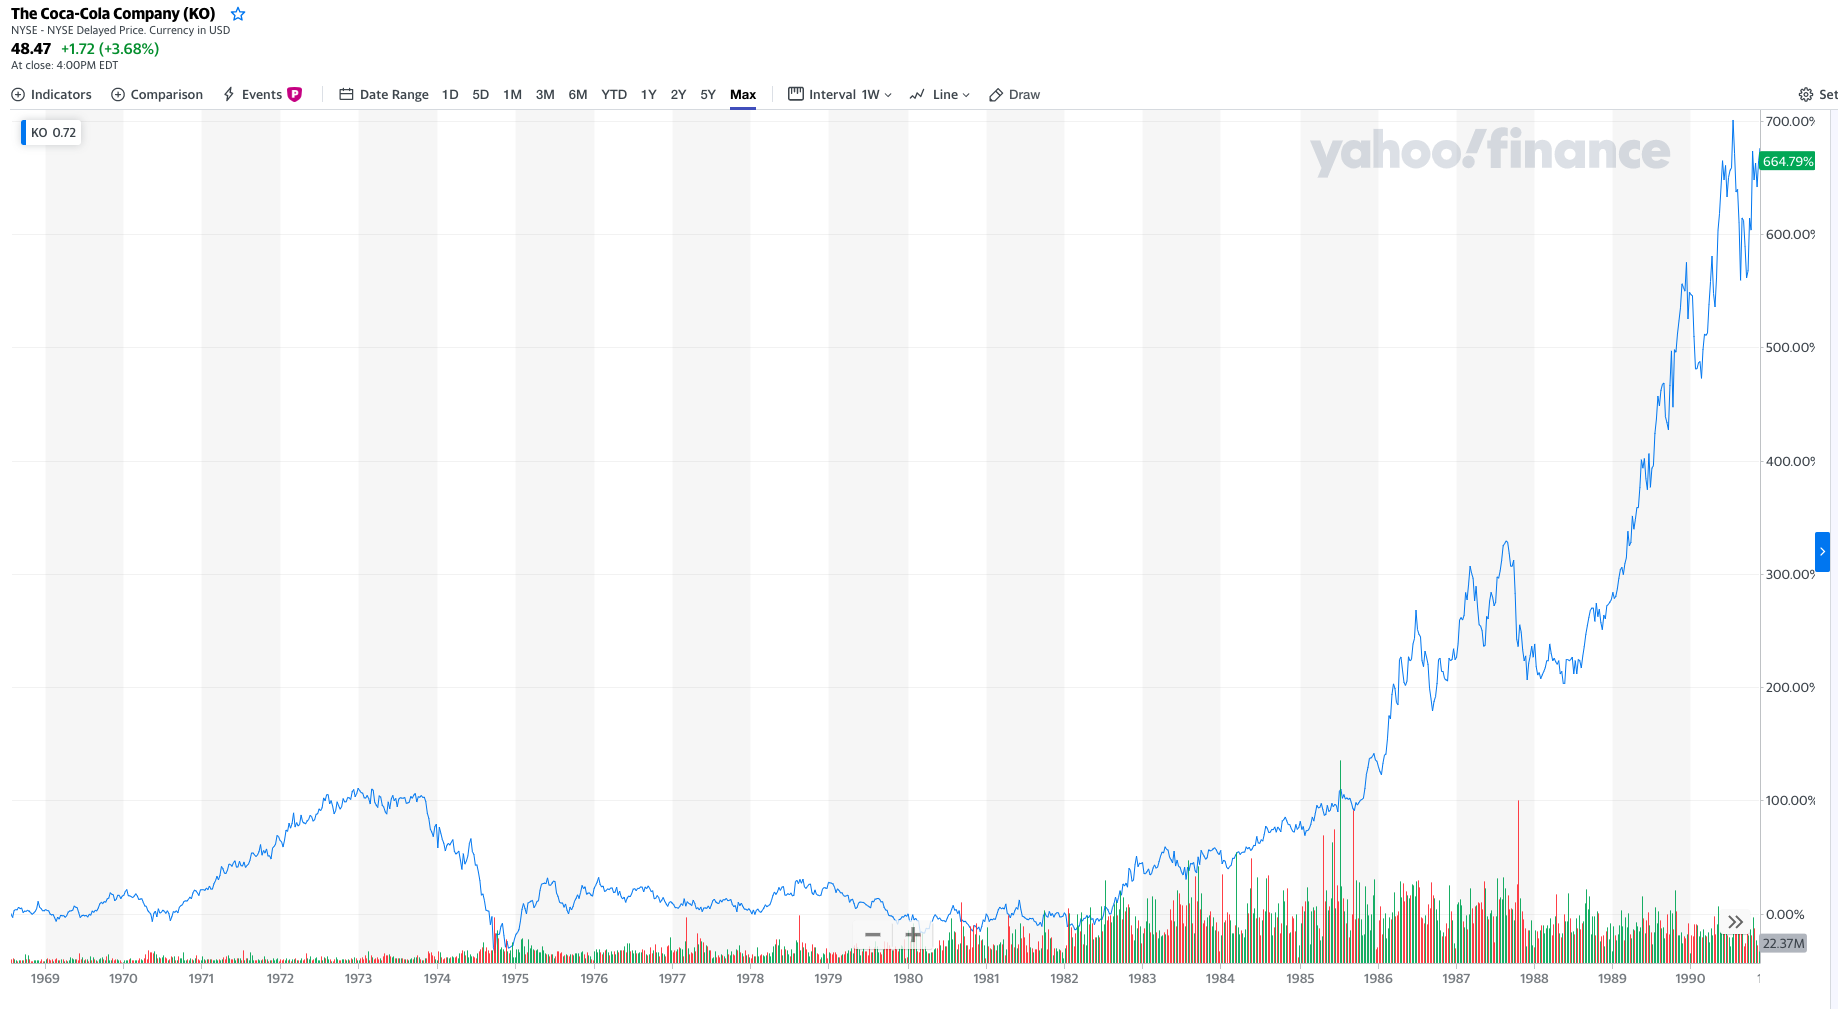 The Coca-Cola Company (KO)
NYSE - NYSE Delayed Price. Currency in USD
48.47 +1.72 (+3.68%)
At close: 4:00PM EDT
Indicators Comparison Events P Date Range 1D 5D 1M 3M 6M YTD 1Y 2Y 5Y Max Interval 1W Line Draw Set
KO 0.72
yahoo!finance
700.00%
664.79%
600.00%
500.00%
400.00%
300.00%
200.00%
100.00%
0.00%
22.37M
1969 1970 1971 1972 1973 1974 1975 1976 1977 1978 1979 1980 1981 1982 1983 1984 1985 1986 1987 1988 1989 1990 1